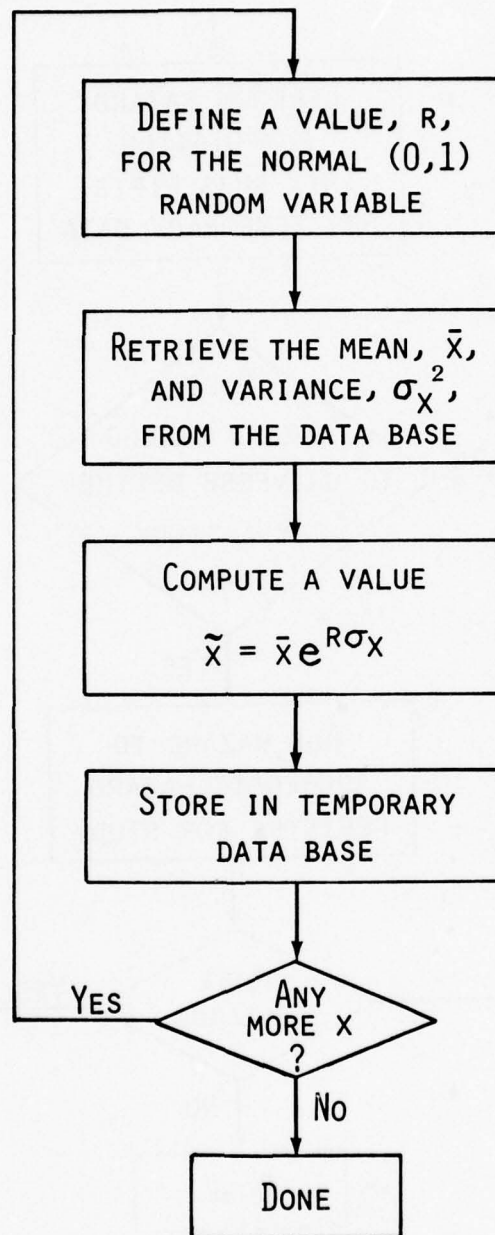 DEFINE A VALUE, R,
FOR THE NORMAL (0,1)
RANDOM VARIABLE
RETRIEVE THE MEAN, x̄,
AND VARIANCE, σₓ²,
FROM THE DATA BASE
COMPUTE A VALUE
x̃ = x̄ e^Rσₓ
STORE IN TEMPORARY
DATA BASE
ANY
MORE X
?
YES
NO
DONE